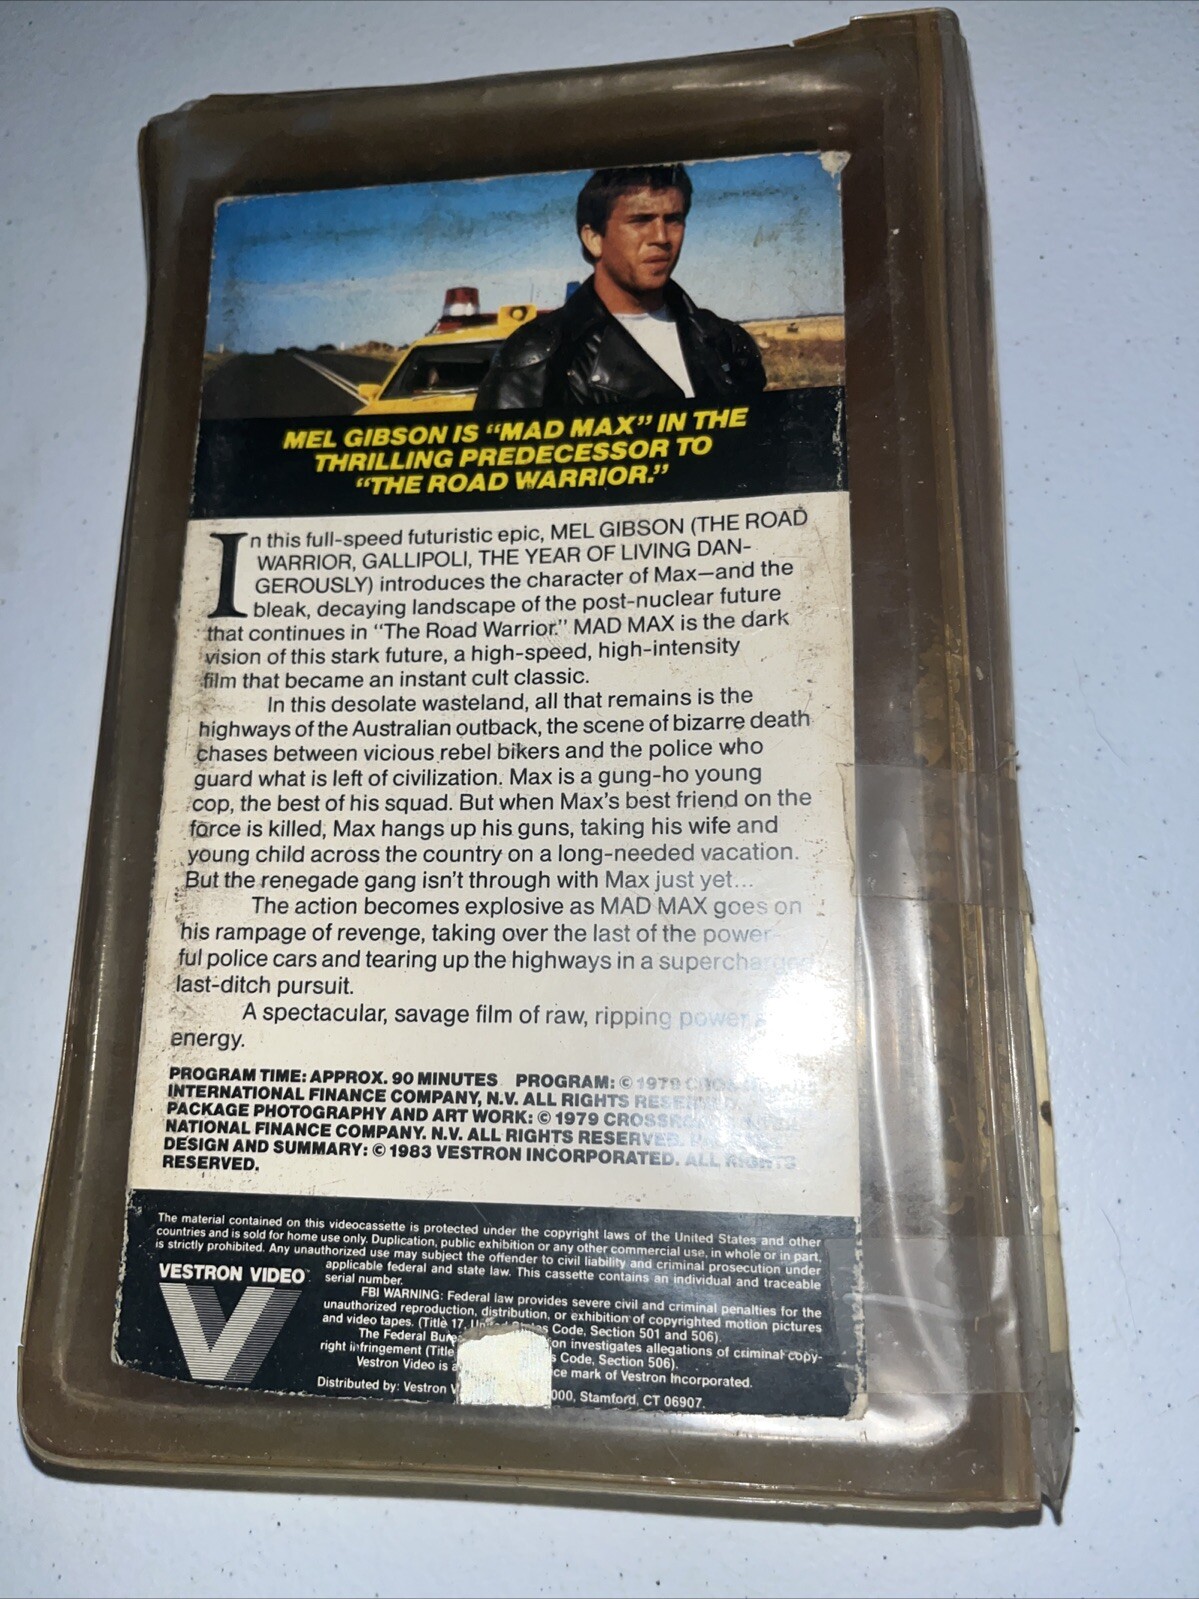 MEL GIBSON IS “MAD MAX” IN THE
THRILLING PREDECESSOR TO
“THE ROAD WARRIOR.”
In this full-speed futuristic epic, MEL GIBSON (THE ROAD
WARRIOR, GALLIPOLI, THE YEAR OF LIVING DAN-
GEROUSLY) introduces the character of Max—and the
bleak, decaying landscape of the post-nuclear future
that continues in “The Road Warrior.” MAD MAX is the dark
vision of this stark future, a high-speed, high-intensity
film that became an instant cult classic.
In this desolate wasteland, all that remains is the
highways of the Australian outback, the scene of bizarre death
chases between vicious rebel bikers and the police who
guard what is left of civilization. Max is a gung-ho young
cop, the best of his squad. But when Max’s best friend on the
force is killed, Max hangs up his guns, taking his wife and
young child across the country on a long-needed vacation.
But the renegade gang isn’t through with Max just yet...
The action becomes explosive as MAD MAX goes on
his rampage of revenge, taking over the last of the power-
ful police cars and tearing up the highways in a supercharged
last-ditch pursuit.
A spectacular, savage film of raw, ripping power
energy.
PROGRAM TIME: APPROX. 90 MINUTES PROGRAM: © 1979
INTERNATIONAL FINANCE COMPANY, N.V. ALL RIGHTS RESERVED.
PACKAGE PHOTOGRAPHY AND ART WORK: © 1979
NATIONAL FINANCE COMPANY. N.V. ALL RIGHTS RESERVED.
DESIGN AND SUMMARY: © 1983 VESTRON INCORPORATED. ALL RIGHTS
RESERVED.
The material contained on this videocassette is protected under the copyright laws of the United States and other
countries and is sold for home use only. Duplication, public exhibition or any other commercial use, in whole or in part,
is strictly prohibited. Any unauthorized use may subject the offender to civil liability and criminal prosecution under
applicable federal and state law. This cassette contains an individual and traceable
serial number.
VESTRON VIDEO™
FBI WARNING: Federal law provides severe civil and criminal penalties for the
unauthorized reproduction, distribution, or exhibition of copyrighted motion pictures
and video tapes. (Title 17, United States Code, Section 501 and 506).
The Federal on investigates allegations of criminal copy-
right infringement (Title Code, Section 506).
Vestron Video is a ce mark of Vestron Incorporated.
Distributed by: Vestron V 000, Stamford, CT 06907.